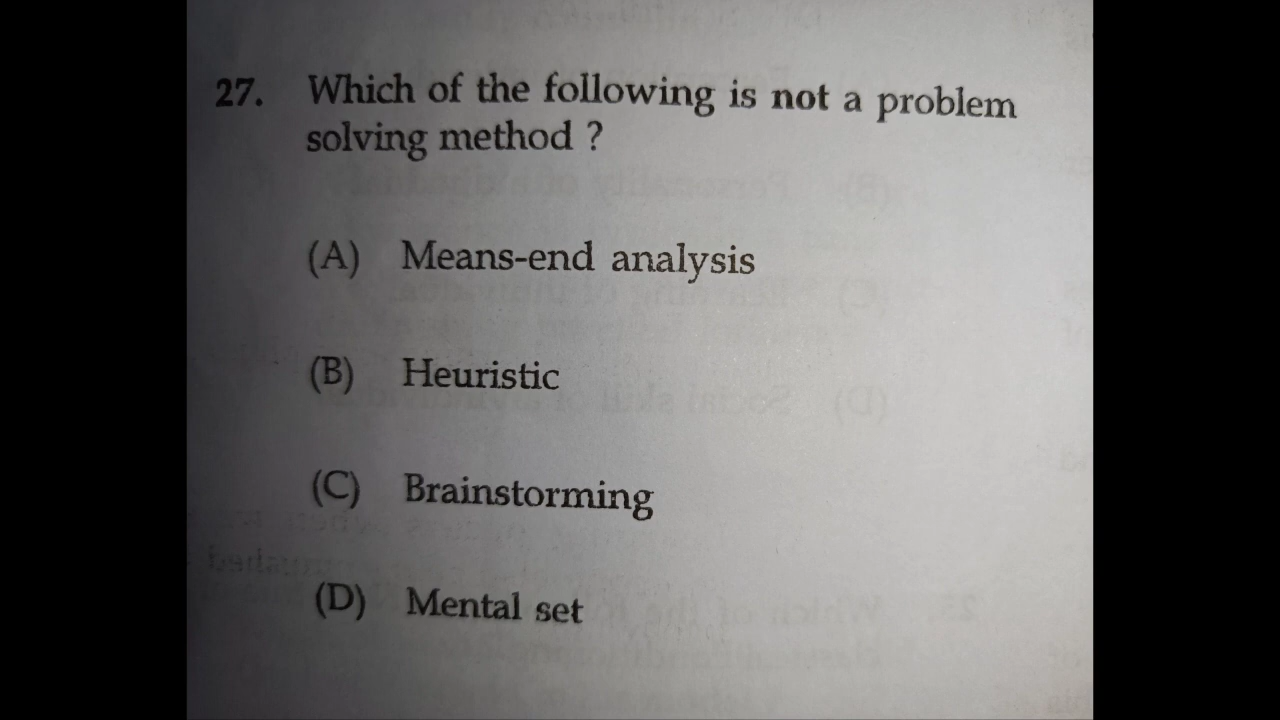 27. Which of the following is not a problem
solving method ?
(A) Means-end analysis
(B) Heuristic
(C) Brainstorming
(D) Mental set